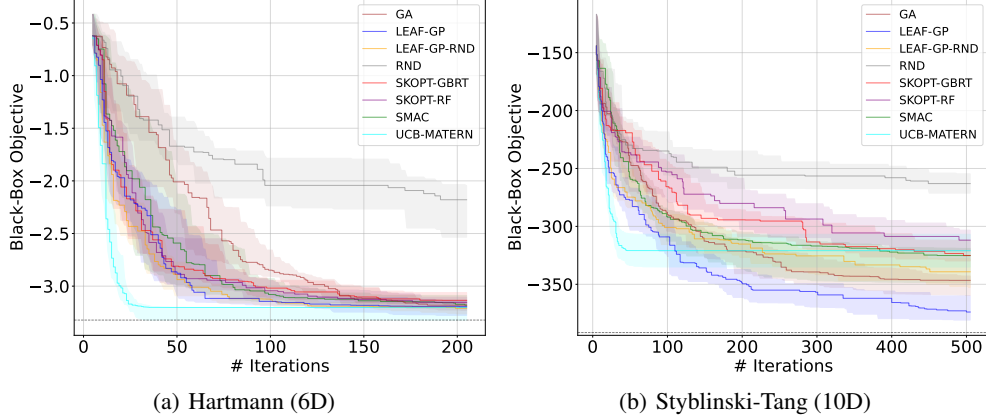 Black-Box Objective
−0.5
−1.0
−1.5
−2.0
−2.5
−3.0
GA
LEAF-GP
LEAF-GP-RND
RND
SKOPT-GBRT
SKOPT-RF
SMAC
UCB-MATERN
0 50 100 150 200
# Iterations
(a) Hartmann (6D)
Black-Box Objective
−150
−200
−250
−300
−350
GA
LEAF-GP
LEAF-GP-RND
RND
SKOPT-GBRT
SKOPT-RF
SMAC
UCB-MATERN
0 100 200 300 400 500
# Iterations
(b) Styblinski-Tang (10D)